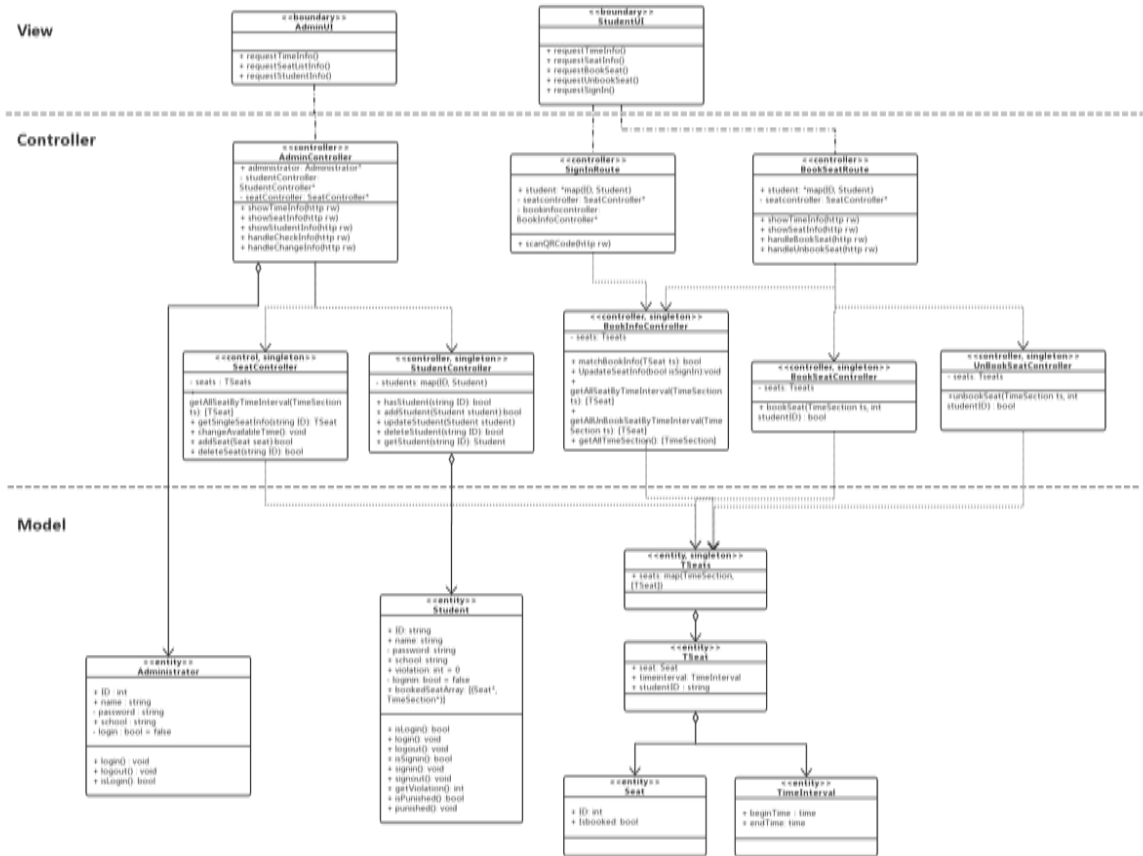 View
<<boundary>>
AdminUI
+ requestTimeInfo()
+ requestSeatListInfo()
+ requestStudentInfo()
<<boundary>>
StudentUI
+ requestTimeInfo()
+ requestSeatInfo()
+ requestBookSeat()
+ requestUnbookSeat()
+ requestSignIn()
Controller
<<controller>>
AdminController
+ administrator: Administrator*
- studentController:
StudentController*
- seatController: SeatController*
+ showTimeInfo(http rw)
+ showSeatInfo(http rw)
+ showStudentInfo(http rw)
+ handleCheckInfo(http rw)
+ handleChangeInfo(http rw)
<<controller>>
SignInRoute
+ student: *map(ID, Student)
- seatcontroller: SeatController*
- bookinfocontroller:
BookInfoController*
+ scanQRCode(http rw)
<<controller>>
BookSeatRoute
+ student: *map(ID, Student)
- seatcontroller: SeatController*
+ showTimeInfo(http rw)
+ showSeatInfo(http rw)
+ handleBookSeat(http rw)
+ handleUnbookSeat(http rw)
<<control, singleton>>
SeatController
- seats : TSeats
+
getAllSeatByTimeInterval(TimeSection
ts): [TSeat]
+ getSingleSeatInfo(string ID): TSeat
+ changeAvailableTime(): void
+ addSeat(Seat seat):bool
+ deleteSeat(string ID): bool
<<controller, singleton>>
StudentController
- students: map(ID, Student)
+ hasStudent(string ID): bool
+ addStudent(Student student):bool
+ updateStudent(Student student)
+ deleteStudent(string ID): bool
+ getStudent(string ID): Student
<<controller, singleton>>
BookInfoController
- seats: Tseats
+ matchBookInfo(TSeat ts): bool
+ UpadateSeatInfo(bool isSignIn):void
+
getAllSeatByTimeInterval(TimeSection
ts): [TSeat]
+
getAllUnBookSeatByTimeInterval(Time
Section ts): [TSeat]
+ getAllTimeSection(): [TimeSection]
<<controller, singleton>>
BookSeatController
- seats: Tseats
+ bookSeat(TimeSection ts, int
studentID) : bool
<<controller, singleton>>
UnBookSeatController
- seats: Tseats
+unbookSeat(TimeSection ts, int
studentID) : bool
Model
<<entity, singleton>>
TSeats
+ seats: map(TimeSection,
[TSeat])
<<entity>>
TSeat
+ seat: Seat
+ timeinterval: TimeInterval
+ studentID : string
<<entity>>
Student
+ ID: string
+ name: string
- password: string
+ school: string
+ violation: int = 0
- loginin: bool = false
+ bookedSeatArray: [(Seat*,
TimeSection*)]
+ isLogin(): bool
+ login(): void
+ logout(): void
+ isSignin(): bool
+ signin(): void
+ signout(): void
+ getViolation(): int
+ isPunished(): bool
+ punished(): void
<<entity>>
Administrator
+ ID : int
+ name : string
- password : string
+ school : string
- login : bool = false
+ login() : void
+ logout() : void
+ isLogin(): bool
<<entity>>
Seat
+ ID: int
+ Isbooked: bool
<<entity>>
TimeInterval
+ beginTime : time
+ endTime: time